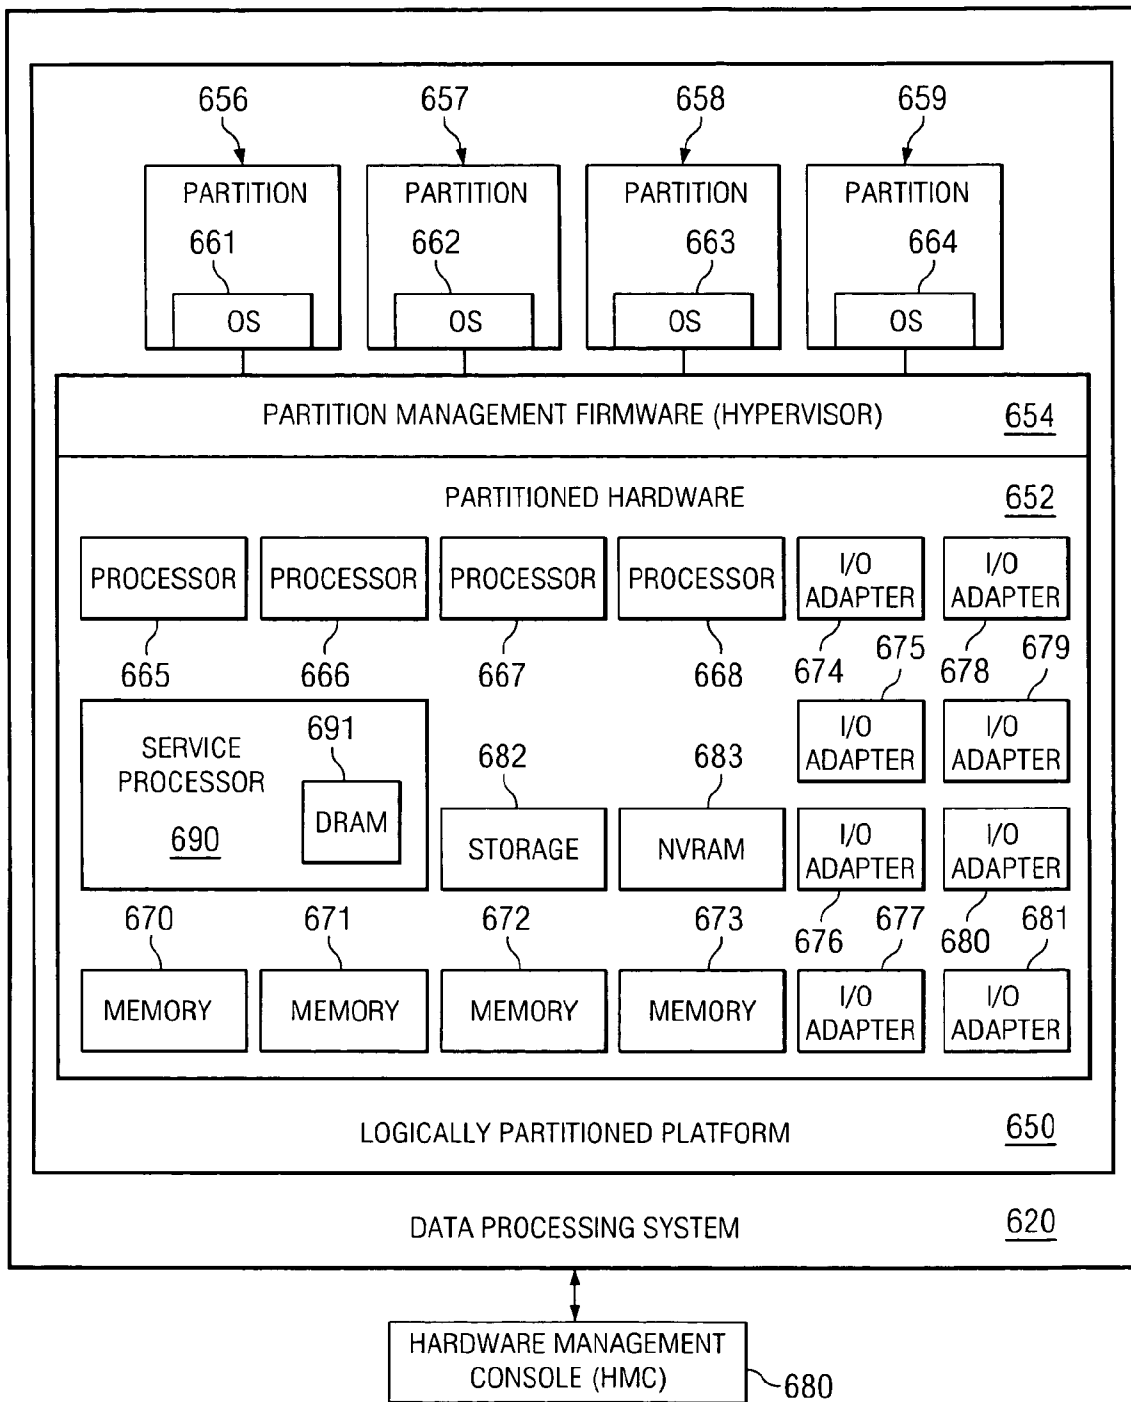 656 657 658 659
PARTITION PARTITION PARTITION PARTITION
661 662 663 664
OS OS OS OS
PARTITION MANAGEMENT FIRMWARE (HYPERVISOR) 654
PARTITIONED HARDWARE 652
PROCESSOR PROCESSOR PROCESSOR PROCESSOR I/O ADAPTER I/O ADAPTER
665 666 667 668 674 675 678 679
SERVICE PROCESSOR
690
691
DRAM
682 683
STORAGE NVRAM
I/O ADAPTER I/O ADAPTER
I/O ADAPTER I/O ADAPTER
670 671 672 673 676 677 680 681
MEMORY MEMORY MEMORY MEMORY I/O ADAPTER I/O ADAPTER
LOGICALLY PARTITIONED PLATFORM 650
DATA PROCESSING SYSTEM 620
HARDWARE MANAGEMENT
CONSOLE (HMC)
680